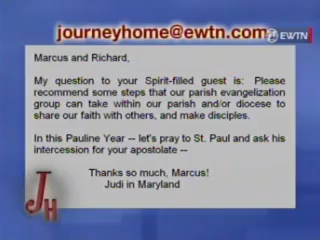 journeyhome@ewtn.com
EWTN
Marcus and Richard,
My question to your Spirit-filled guest is: Please
recommend some steps that our parish evangelization
group can take within our parish and/or diocese to
share our faith with others, and make disciples.
In this Pauline Year -- let's pray to St. Paul and ask his
intercession for your apostolate --
Thanks so much, Marcus!
Judi in Maryland
JH